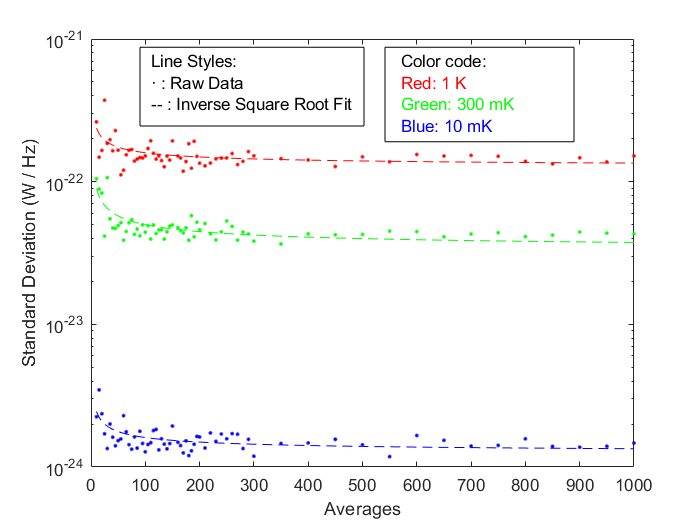 10^-21
10^-22
10^-23
10^-24
Standard Deviation (W / Hz)
Line Styles:
· : Raw Data
-- : Inverse Square Root Fit
Color code:
Red: 1 K
Green: 300 mK
Blue: 10 mK
0 100 200 300 400 500 600 700 800 900 1000
Averages